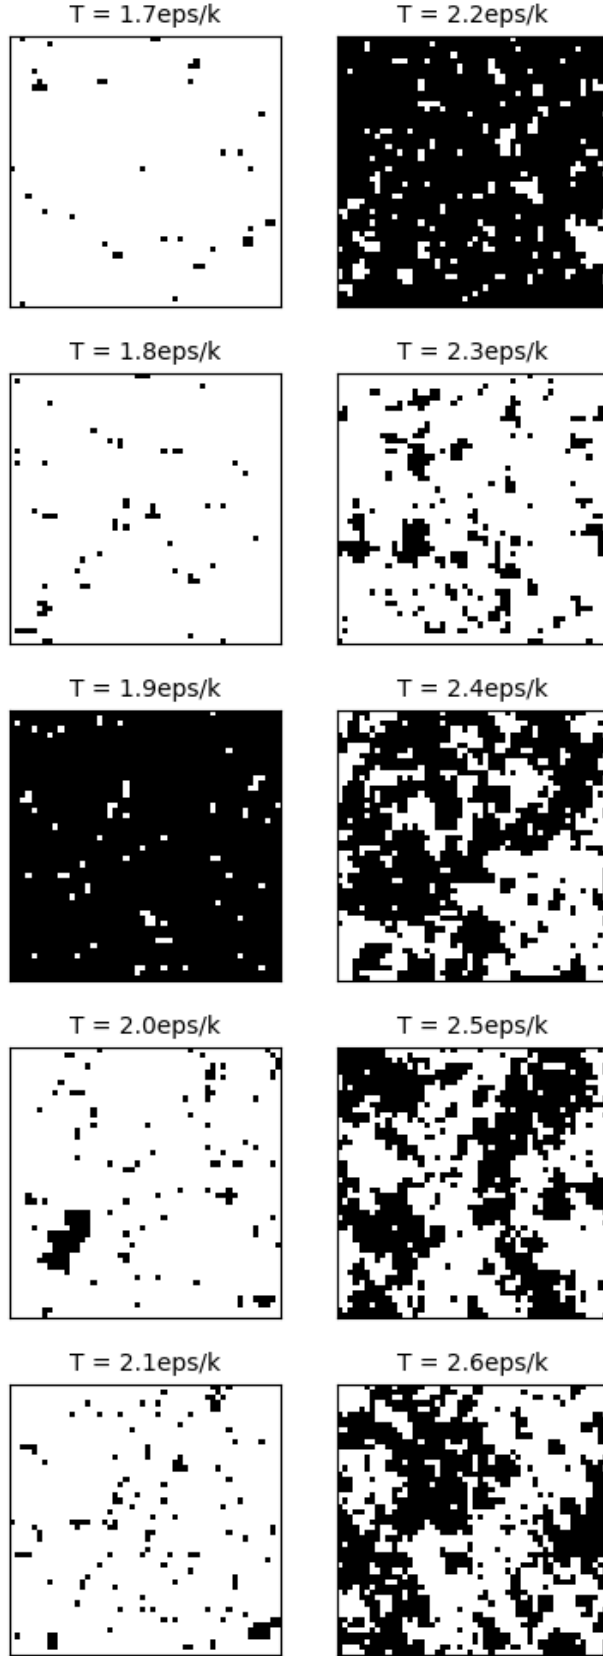 T = 1.7eps/k
T = 2.2eps/k
T = 1.8eps/k
T = 2.3eps/k
T = 1.9eps/k
T = 2.4eps/k
T = 2.0eps/k
T = 2.5eps/k
T = 2.1eps/k
T = 2.6eps/k